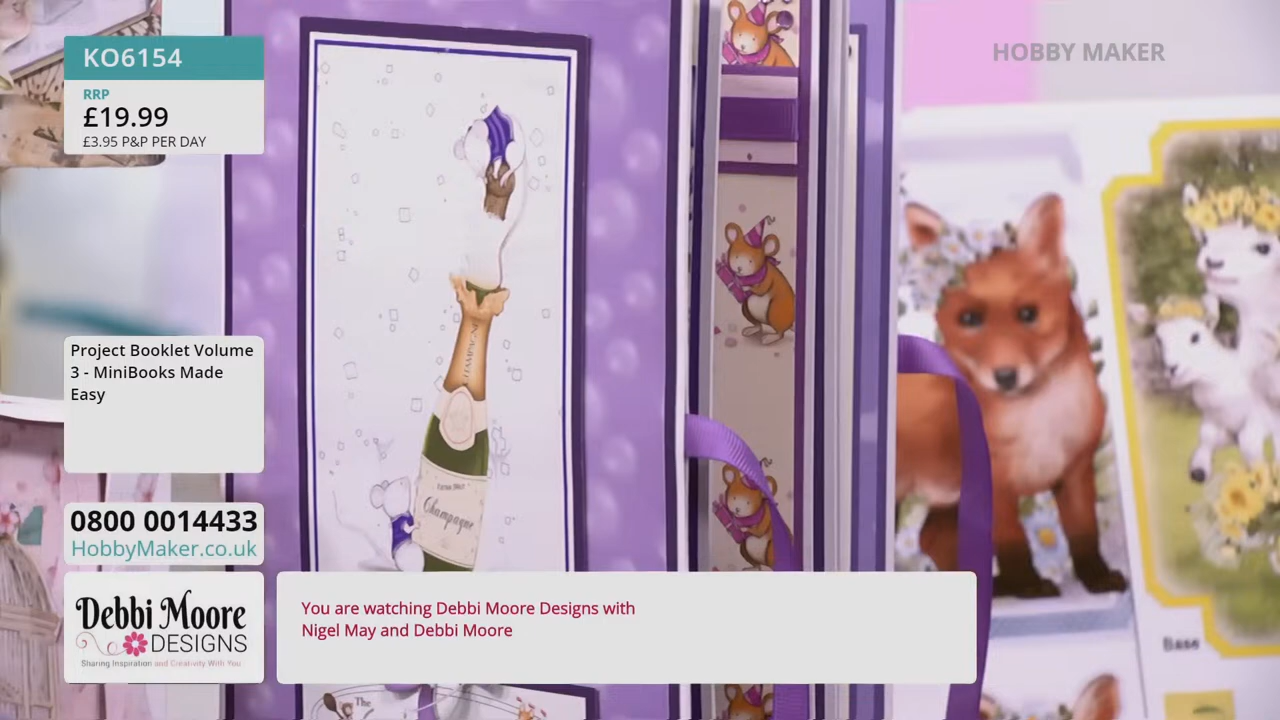 KO6154
RRP
£19.99
£3.95 P&P PER DAY
HOBBY MAKER
Project Booklet Volume
3 - MiniBooks Made
Easy
0800 0014433
HobbyMaker.co.uk
Debbi Moore
DESIGNS
Sharing Inspiration and Creativity With You
You are watching Debbi Moore Designs with
Nigel May and Debbi Moore
Champagne
Base
The